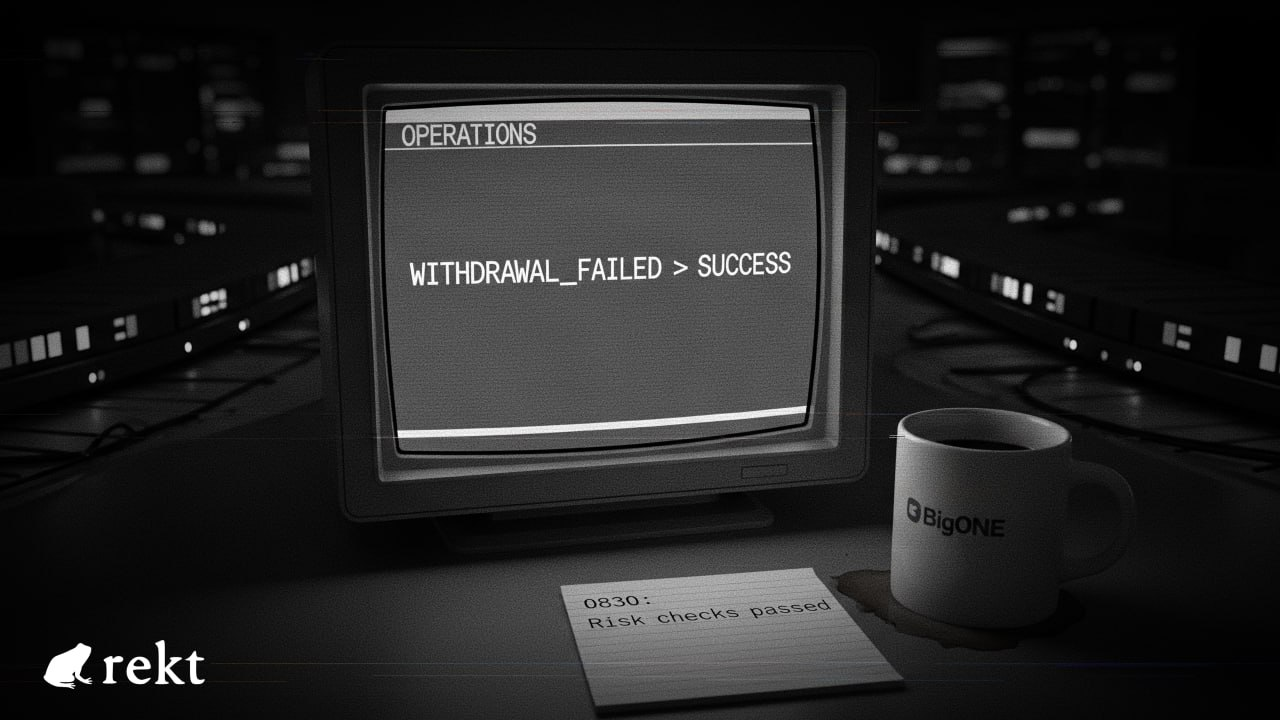 OPERATIONS
WITHDRAWAL_FAILED > SUCCESS
BigONE
0830:
Risk checks passed
rekt